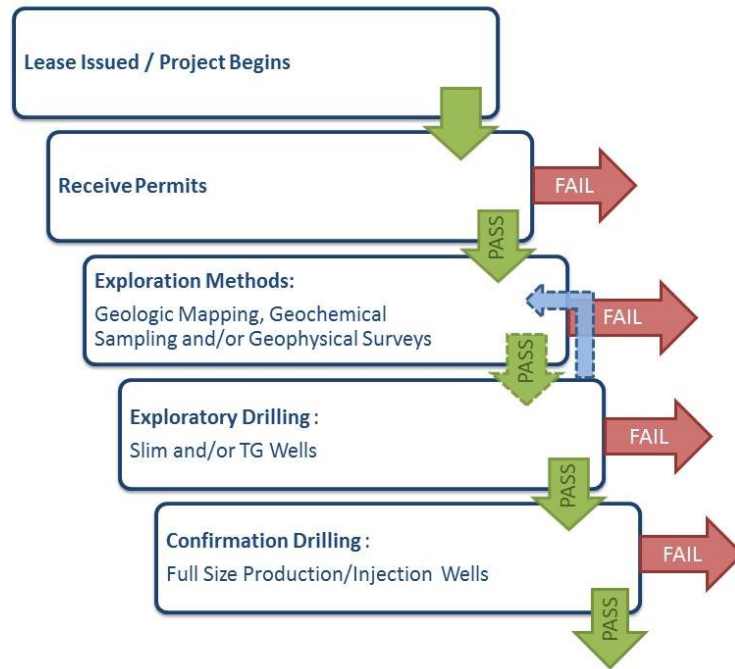 Lease Issued / Project Begins
Receive Permits
FAIL
PASS
Exploration Methods:
Geologic Mapping, Geochemical
Sampling and/or Geophysical Surveys
FAIL
PASS
Exploratory Drilling :
Slim and/or TG Wells
FAIL
PASS
Confirmation Drilling :
Full Size Production/Injection Wells
FAIL
PASS